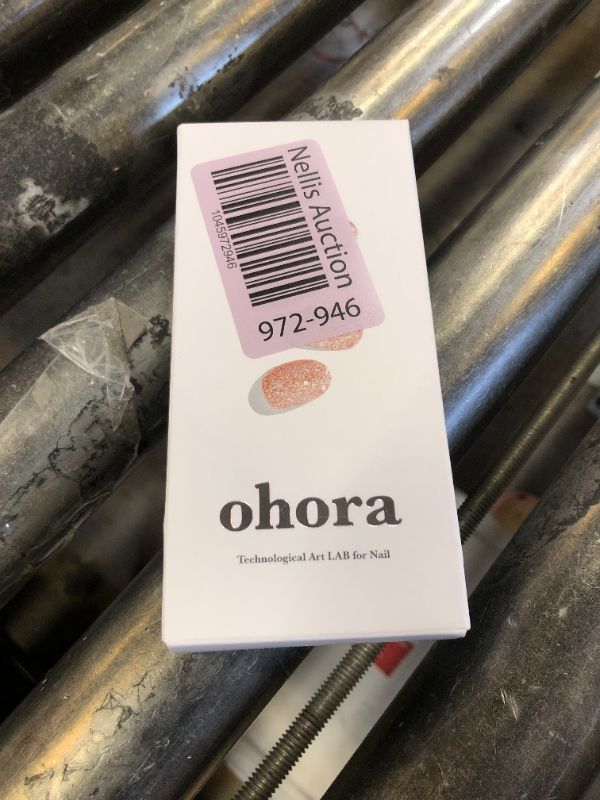 Nellis Auction
1045972946
972-946
ohora
Technological Art LAB for Nail